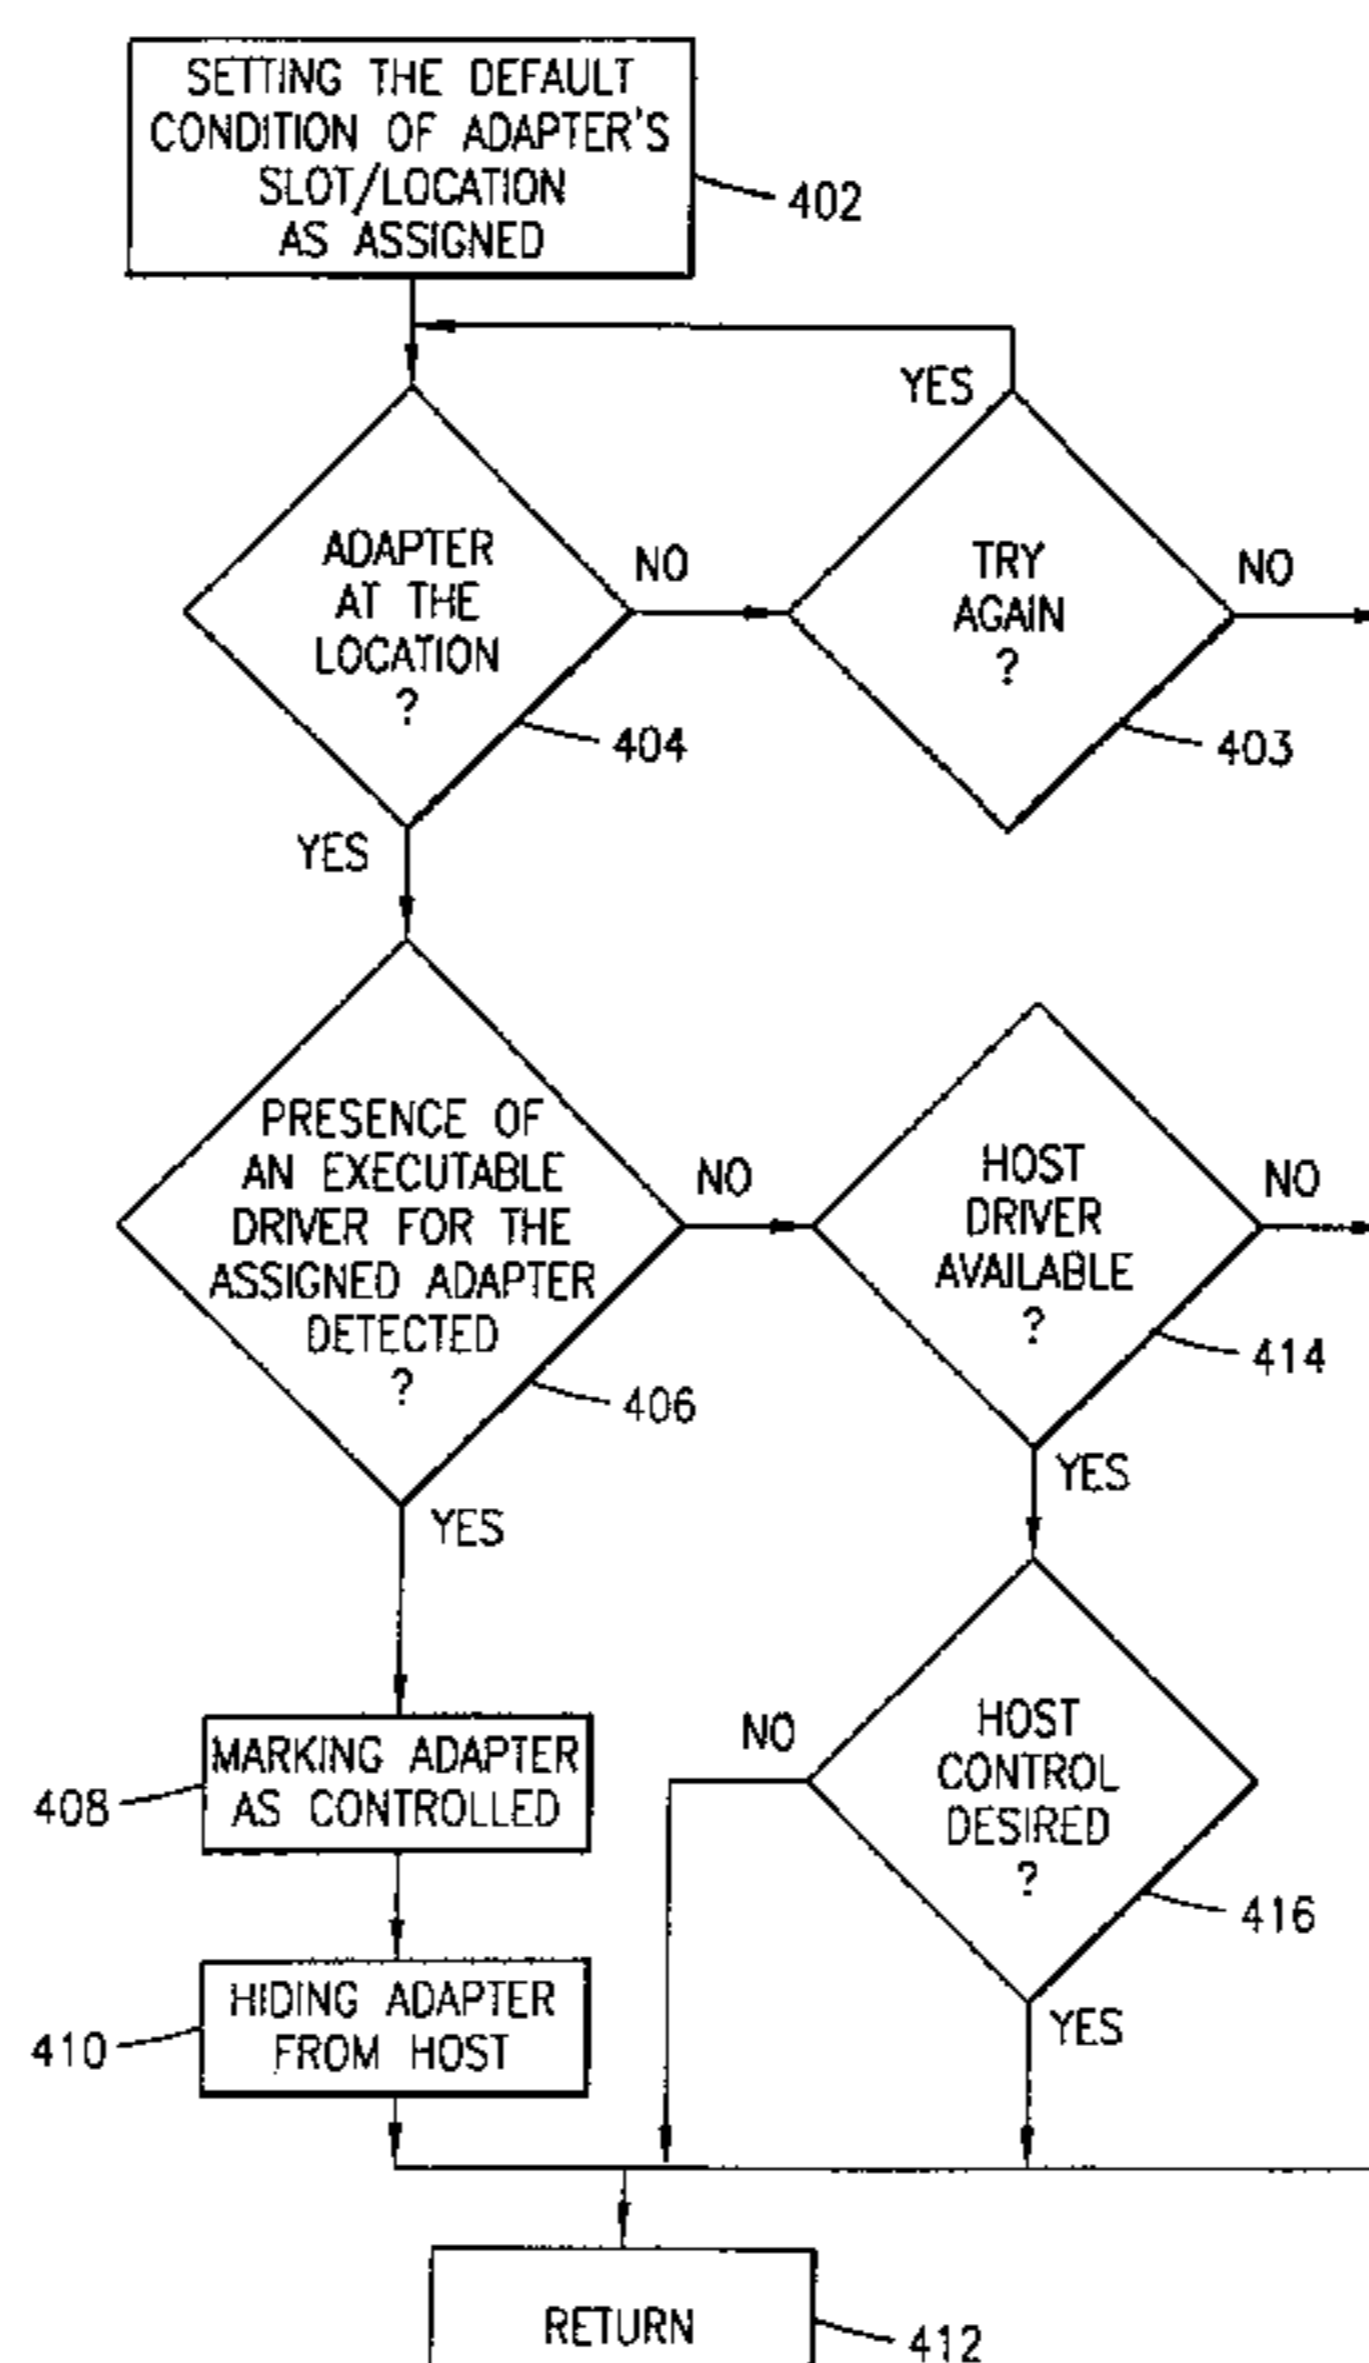 SETTING THE DEFAULT
CONDITION OF ADAPTER'S
SLOT/LOCATION
AS ASSIGNED
402
YES
ADAPTER
AT THE
LOCATION
?
NO
404
TRY
AGAIN
?
NO
403
YES
PRESENCE OF
AN EXECUTABLE
DRIVER FOR THE
ASSIGNED ADAPTER
DETECTED
?
NO
406
HOST
DRIVER
AVAILABLE
?
NO
414
YES
YES
MARKING ADAPTER
AS CONTROLLED
408
NO
HOST
CONTROL
DESIRED
?
416
HIDING ADAPTER
FROM HOST
410
YES
RETURN
412